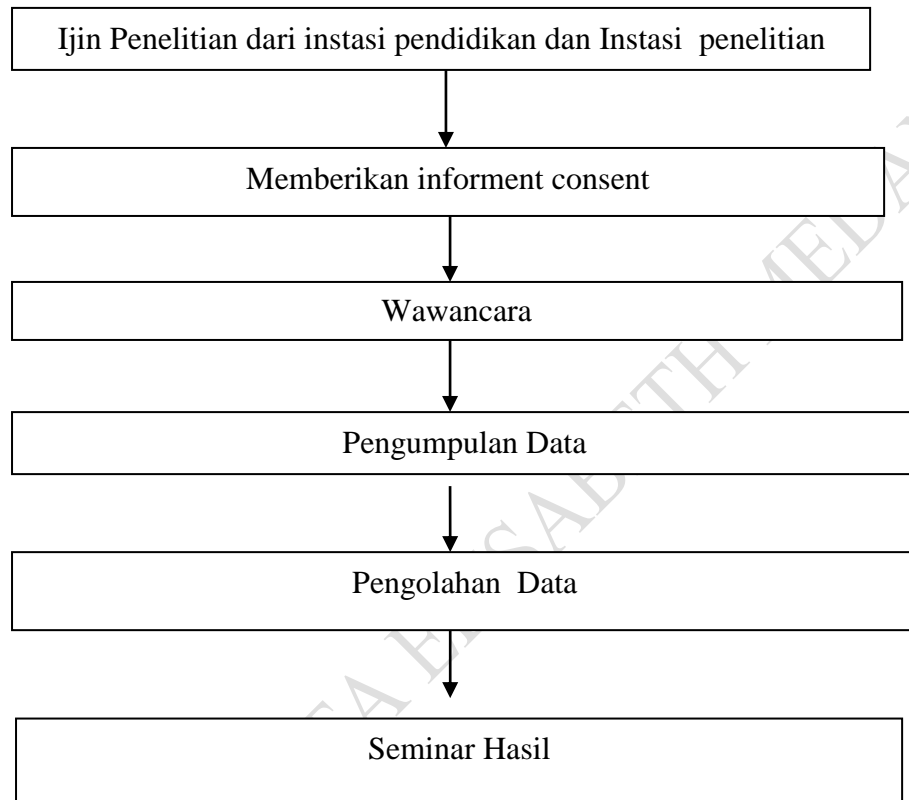 Ijin Penelitian dari instasi pendidikan dan Instasi  penelitian
Memberikan informent consent
Wawancara
Pengumpulan Data
Pengolahan  Data
Seminar Hasil